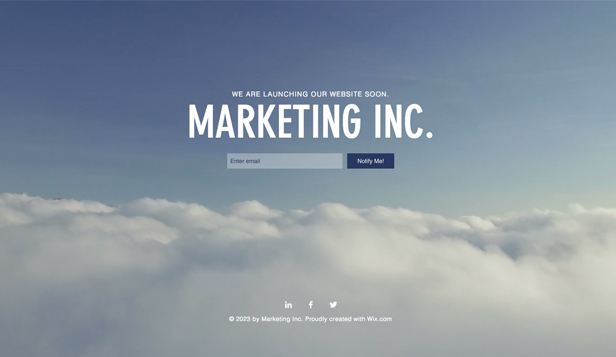 WE ARE LAUNCHING OUR WEBSITE SOON.
MARKETING INC.
Enter email
Notify Me!
© 2023 by Marketing Inc. Proudly created with Wix.com